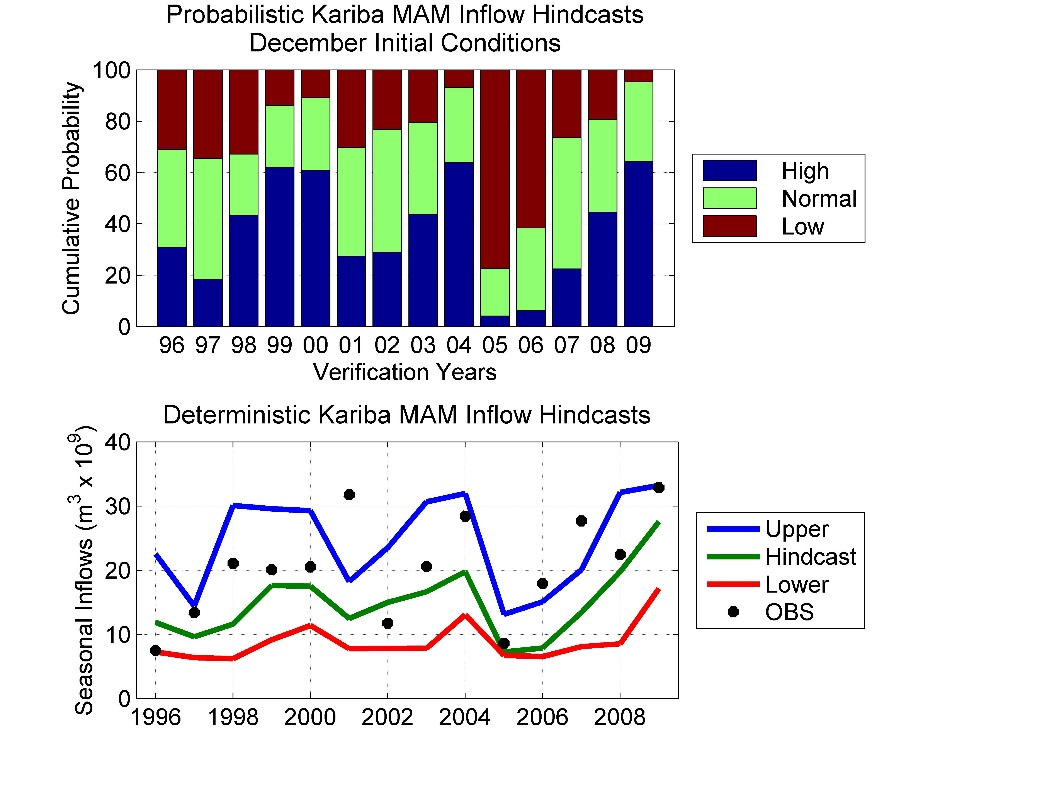 Probabilistic Kariba MAM Inflow Hindcasts
December Initial Conditions
Cumulative Probability
100
80
60
40
20
0
96 97 98 99 00 01 02 03 04 05 06 07 08 09
Verification Years
High
Normal
Low
Deterministic Kariba MAM Inflow Hindcasts
Seasonal Inflows (m³ x 10⁹)
40
30
20
10
0
1996 1998 2000 2002 2004 2006 2008
Upper
Hindcast
Lower
OBS